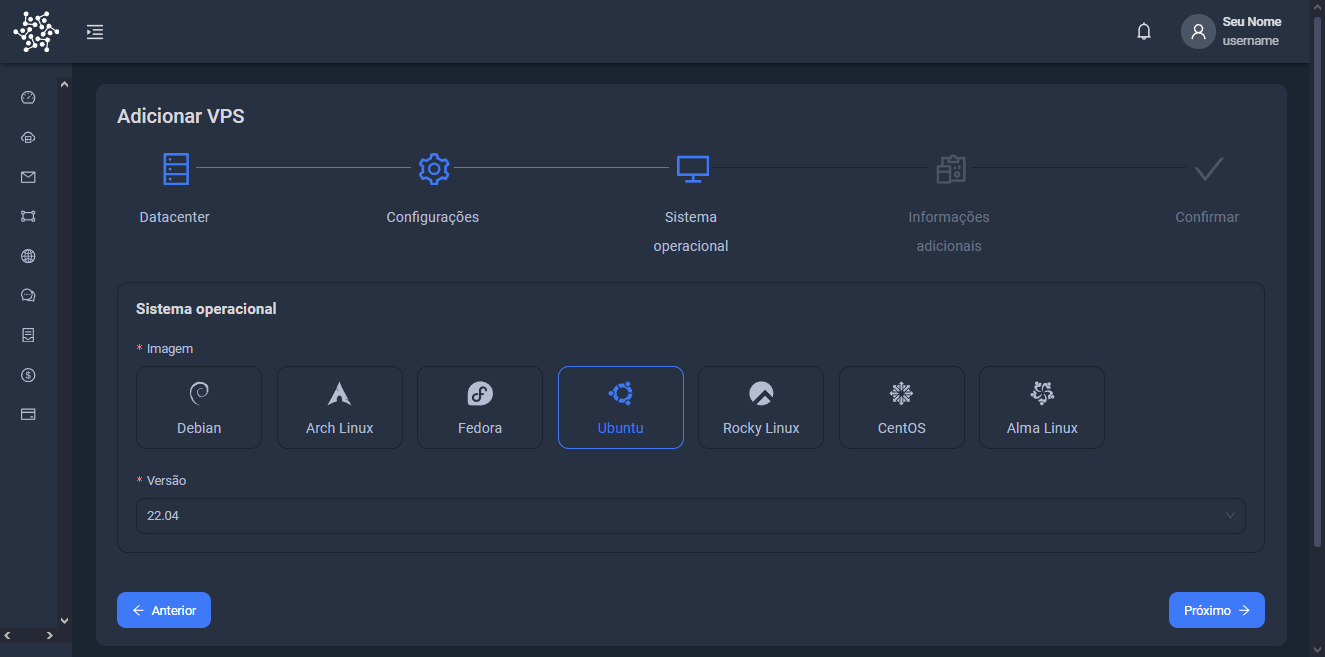 Seu Nome
username
Adicionar VPS
Datacenter
Configurações
Sistema
operacional
Informações
adicionais
Confirmar
Sistema operacional
* Imagem
Debian
Arch Linux
Fedora
Ubuntu
Rocky Linux
CentOS
Alma Linux
* Versão
22.04
Anterior
Próximo